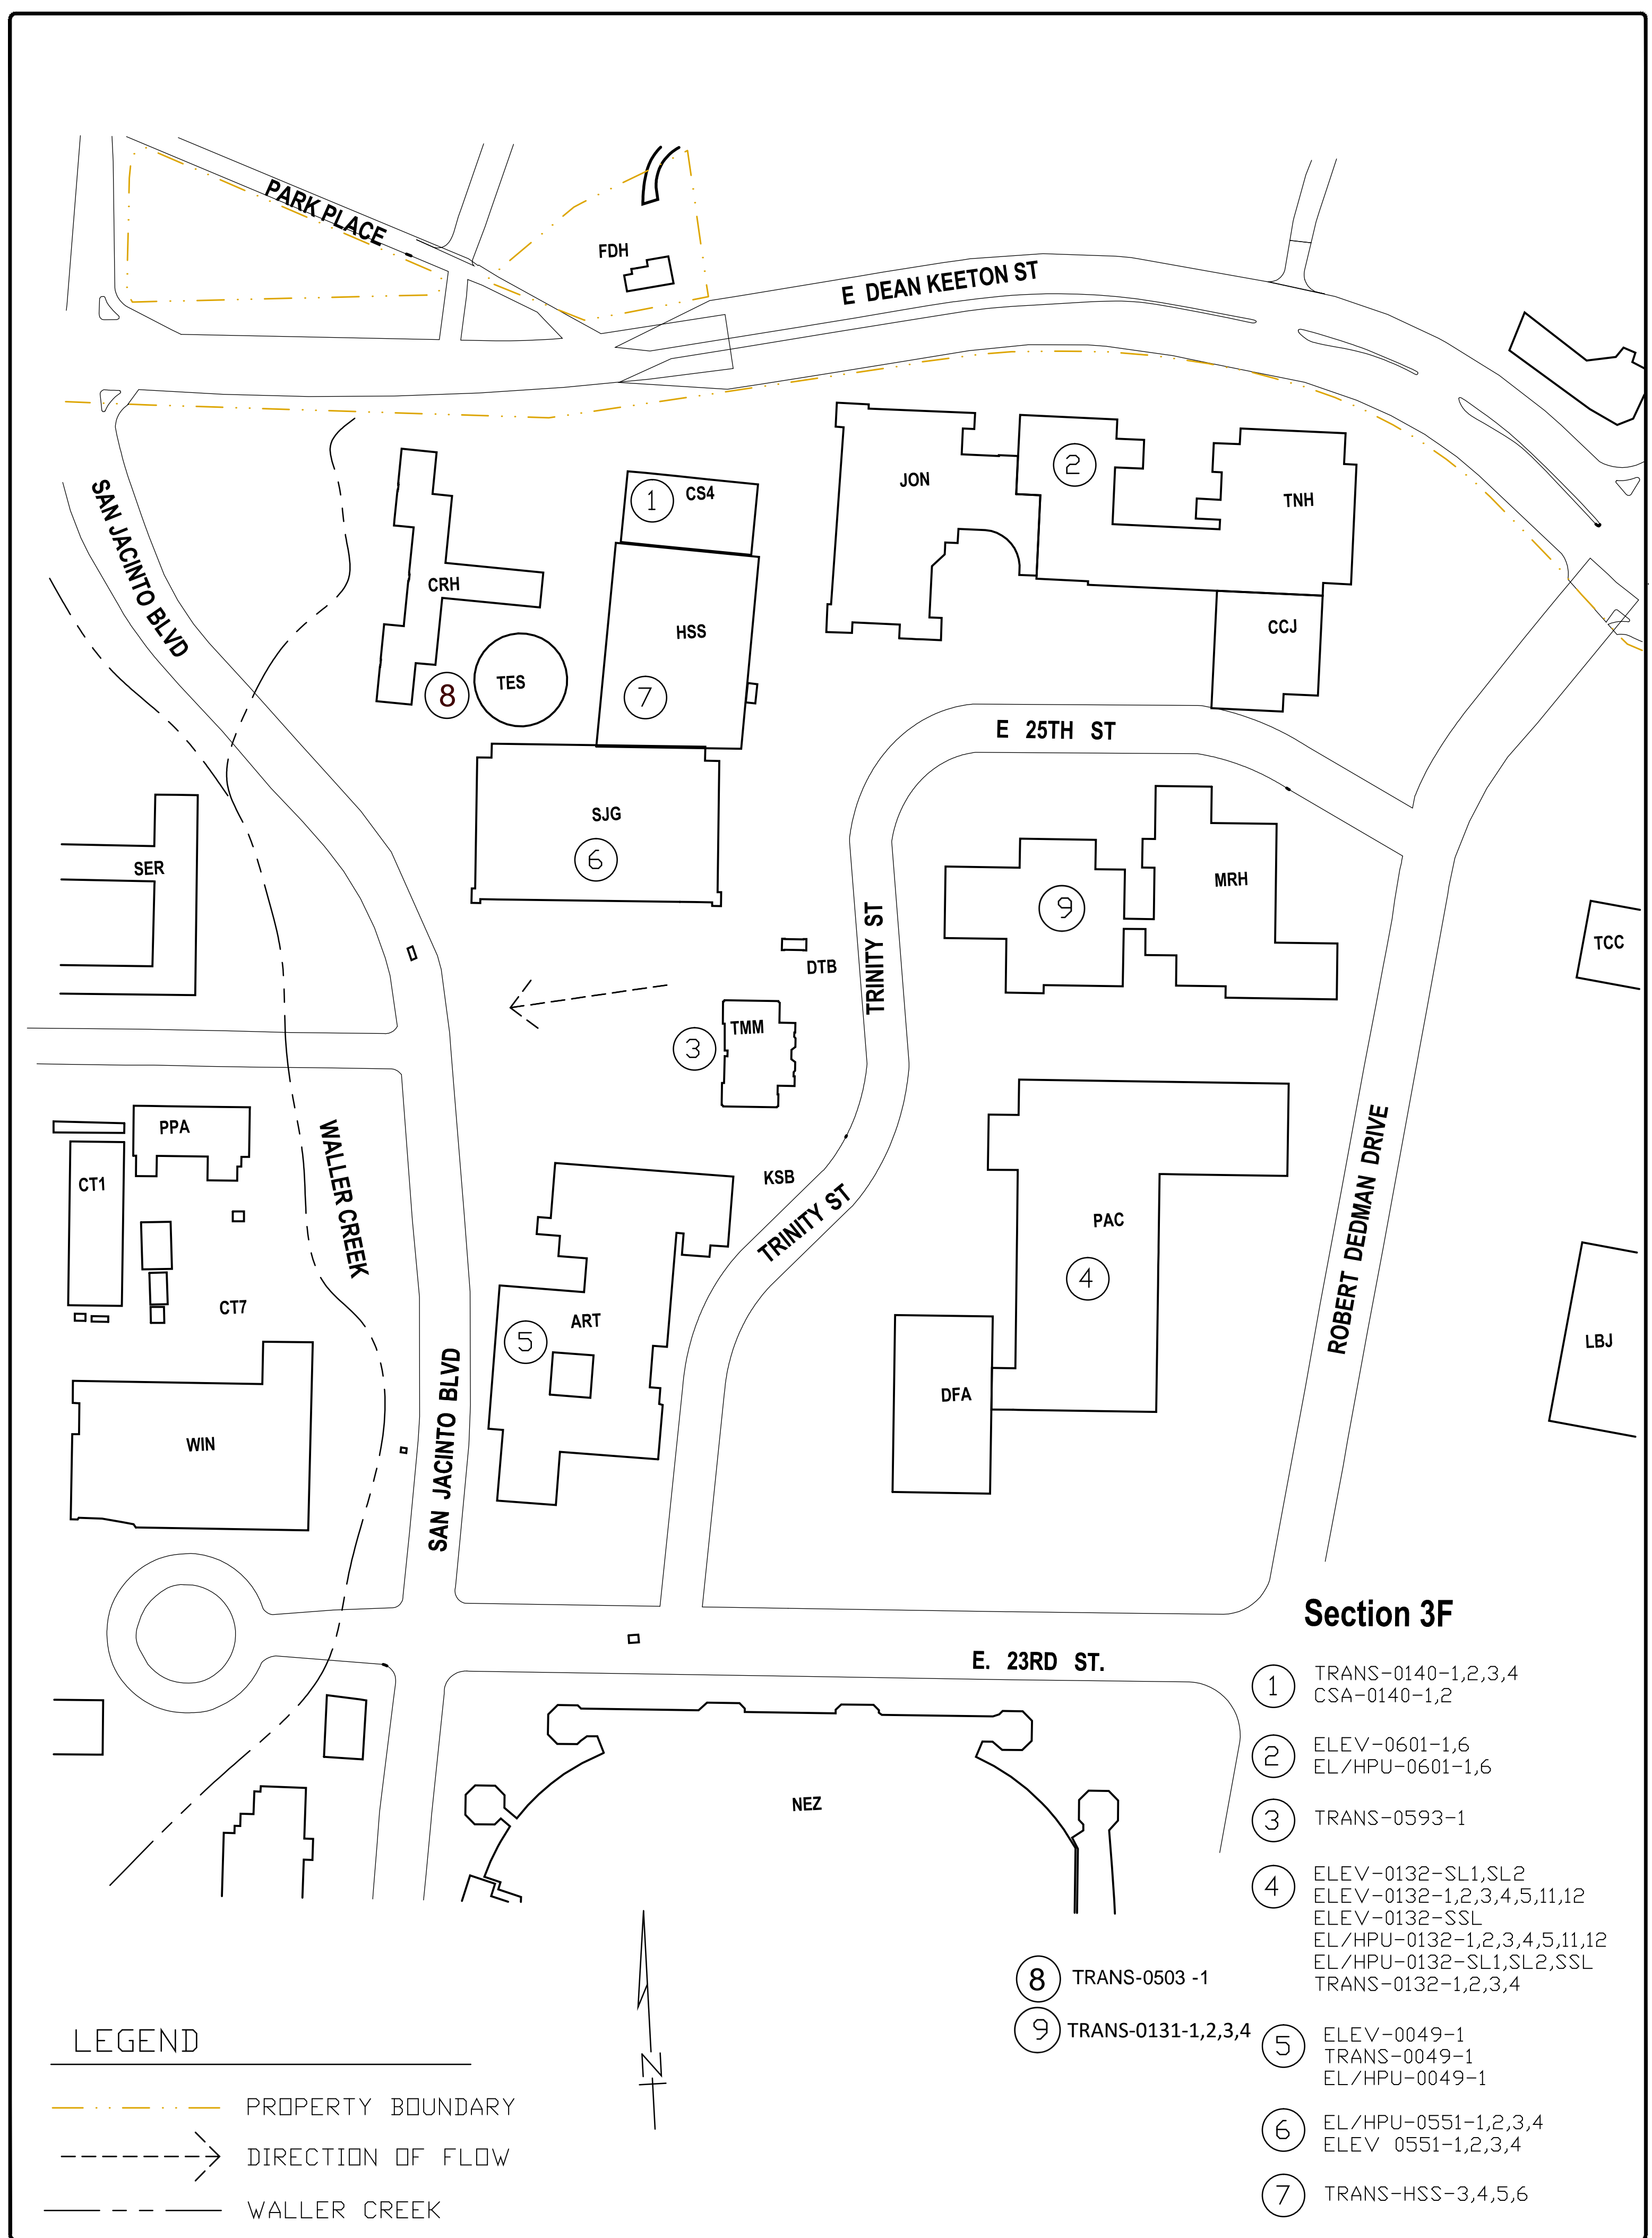 PARK PLACE
FDH
E DEAN KEETON ST
SAN JACINTO BLVD
1
CS4
JON
2
TNH
CRH
HSS
CCJ
8
TES
7
E 25TH ST
SJG
6
SER
MRH
9
TRINITY ST
TCC
DTB
TMM
3
PPA
WALLER CREEK
CT1
KSB
TRINITY ST
PAC
4
ROBERT DEDMAN DRIVE
CT7
ART
5
LBJ
DFA
WIN
SAN JACINTO BLVD
E. 23RD ST.
NEZ
Section 3F
1 TRANS-0140-1,2,3,4
CSA-0140-1,2
2 ELEV-0601-1,6
EL/HPU-0601-1,6
3 TRANS-0593-1
4 ELEV-0132-SL1,SL2
ELEV-0132-1,2,3,4,5,11,12
ELEV-0132-SSL
EL/HPU-0132-1,2,3,4,5,11,12
EL/HPU-0132-SL1,SL2,SSL
TRANS-0132-1,2,3,4
5 ELEV-0049-1
TRANS-0049-1
EL/HPU-0049-1
6 EL/HPU-0551-1,2,3,4
ELEV 0551-1,2,3,4
7 TRANS-HSS-3,4,5,6
8 TRANS-0503 -1
9 TRANS-0131-1,2,3,4
N
LEGEND
PROPERTY BOUNDARY
DIRECTION OF FLOW
WALLER CREEK